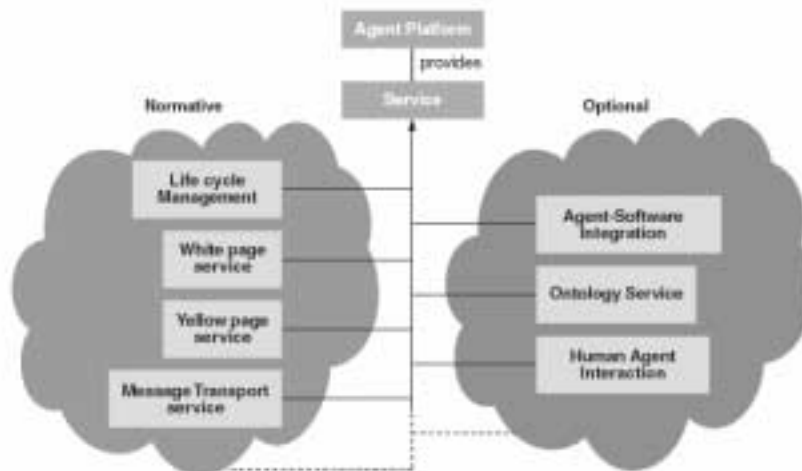 Agent Platform
provides
Service
Normative
Optional
Life cycle
Management
White page
service
Yellow page
service
Message Transport
service
Agent-Software
Integration
Ontology Service
Human Agent
Interaction